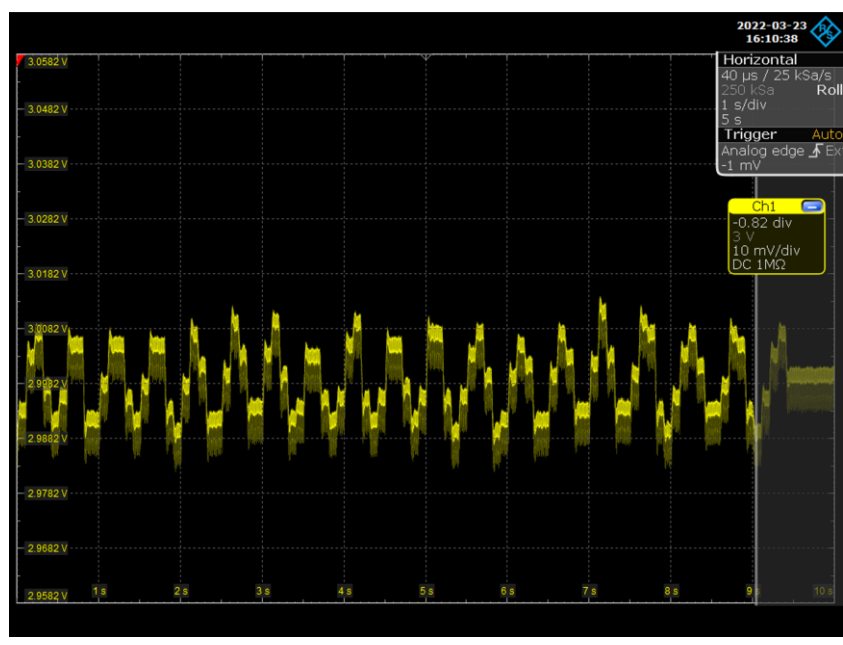 2022-03-23
16:10:38
R&S
Horizontal
40 µs / 25 kSa/s
250 kSa Roll
1 s/div
5 s
Trigger Auto
Analog edge Ex
-1 mV
Ch1
-0.82 div
3 V
10 mV/div
DC 1MΩ
3.0582 V
3.0482 V
3.0382 V
3.0282 V
3.0182 V
3.0082 V
2.9982 V
2.9882 V
2.9782 V
2.9682 V
2.9582 V
1 s 2 s 3 s 4 s 5 s 6 s 7 s 8 s 9 s 10 s